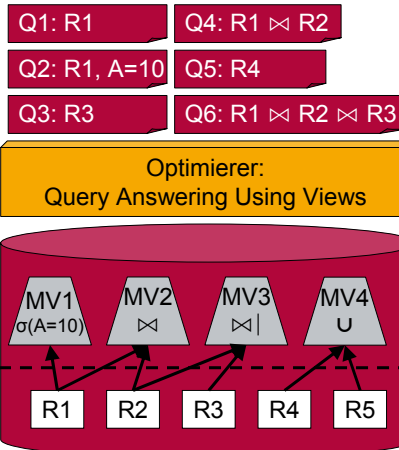 Q1: R1
Q4: R1 ⋈ R2
Q2: R1, A=10
Q5: R4
Q3: R3
Q6: R1 ⋈ R2 ⋈ R3
Optimierer:
Query Answering Using Views
MV1
σ(A=10)
MV2
⋈
MV3
⋈|
MV4
∪
R1
R2
R3
R4
R5